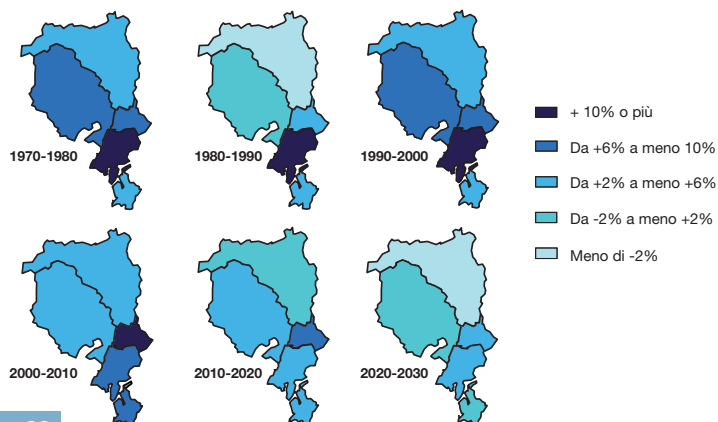 1970-1980
1980-1990
1990-2000
+ 10% o più
Da +6% a meno 10%
Da +2% a meno +6%
Da -2% a meno +2%
Meno di -2%
2000-2010
2010-2020
2020-2030